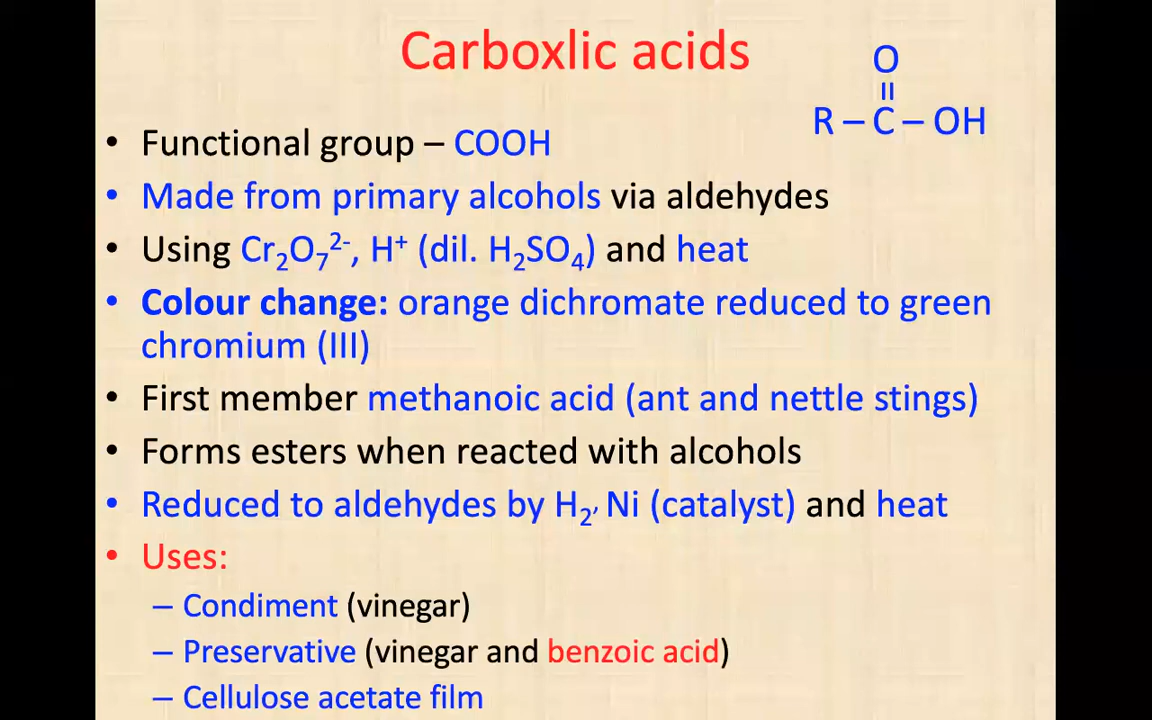 Carboxlic acids
O
||
R – C – OH
• Functional group – COOH
• Made from primary alcohols via aldehydes
• Using Cr₂O₇²⁻, H⁺ (dil. H₂SO₄) and heat
• Colour change: orange dichromate reduced to green
chromium (III)
• First member methanoic acid (ant and nettle stings)
• Forms esters when reacted with alcohols
• Reduced to aldehydes by H₂, Ni (catalyst) and heat
• Uses:
– Condiment (vinegar)
– Preservative (vinegar and benzoic acid)
– Cellulose acetate film